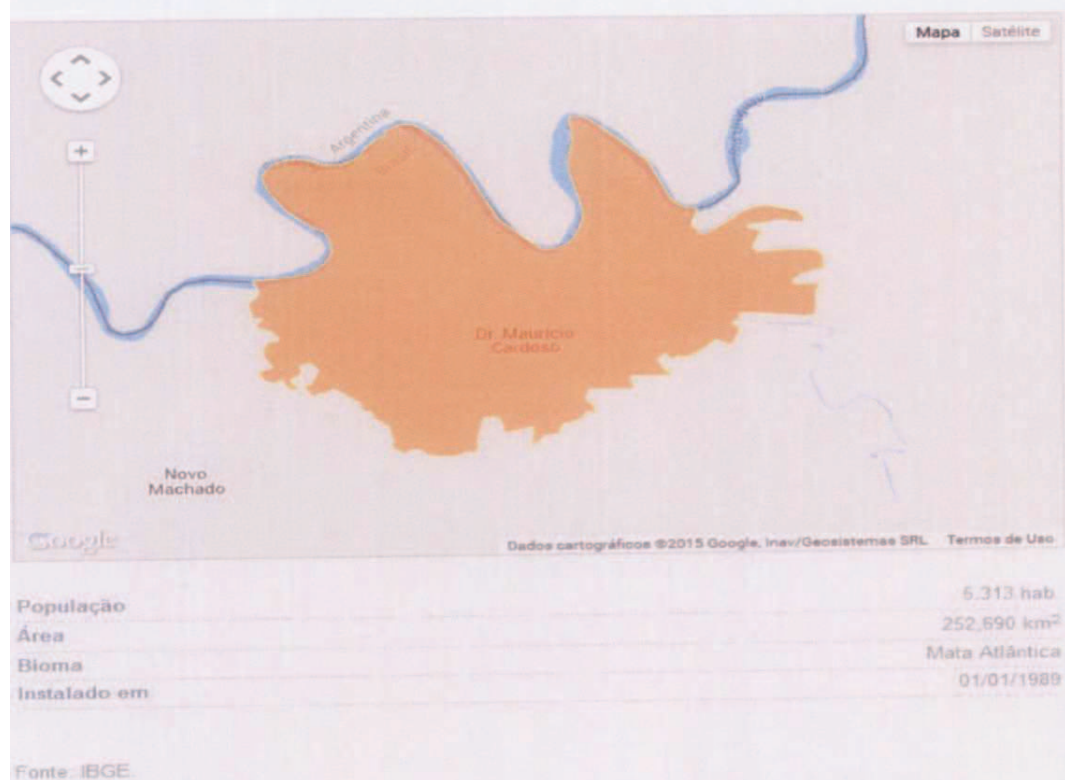 Mapa Satélite
Argentina
Dr. Maurício
Cardoso
Novo
Machado
Google
Dados cartográficos ©2015 Google, Inav/Geosistemas SRL Termos de Uso
População 5.313 hab.
Área 252,690 km²
Bioma Mata Atlântica
Instalado em 01/01/1989
Fonte: IBGE.